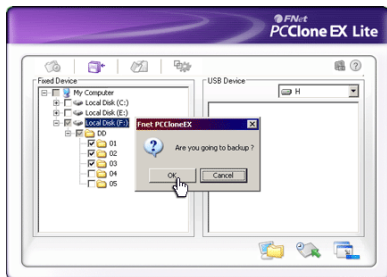 FNet
PCClone EX Lite
Fixed Device
USB Device
My Computer
H
Local Disk (C:)
Local Disk (E:)
Local Disk (F:)
DD
01
02
03
04
05
Fnet PCCloneEX
Are you going to backup ?
OK
Cancel